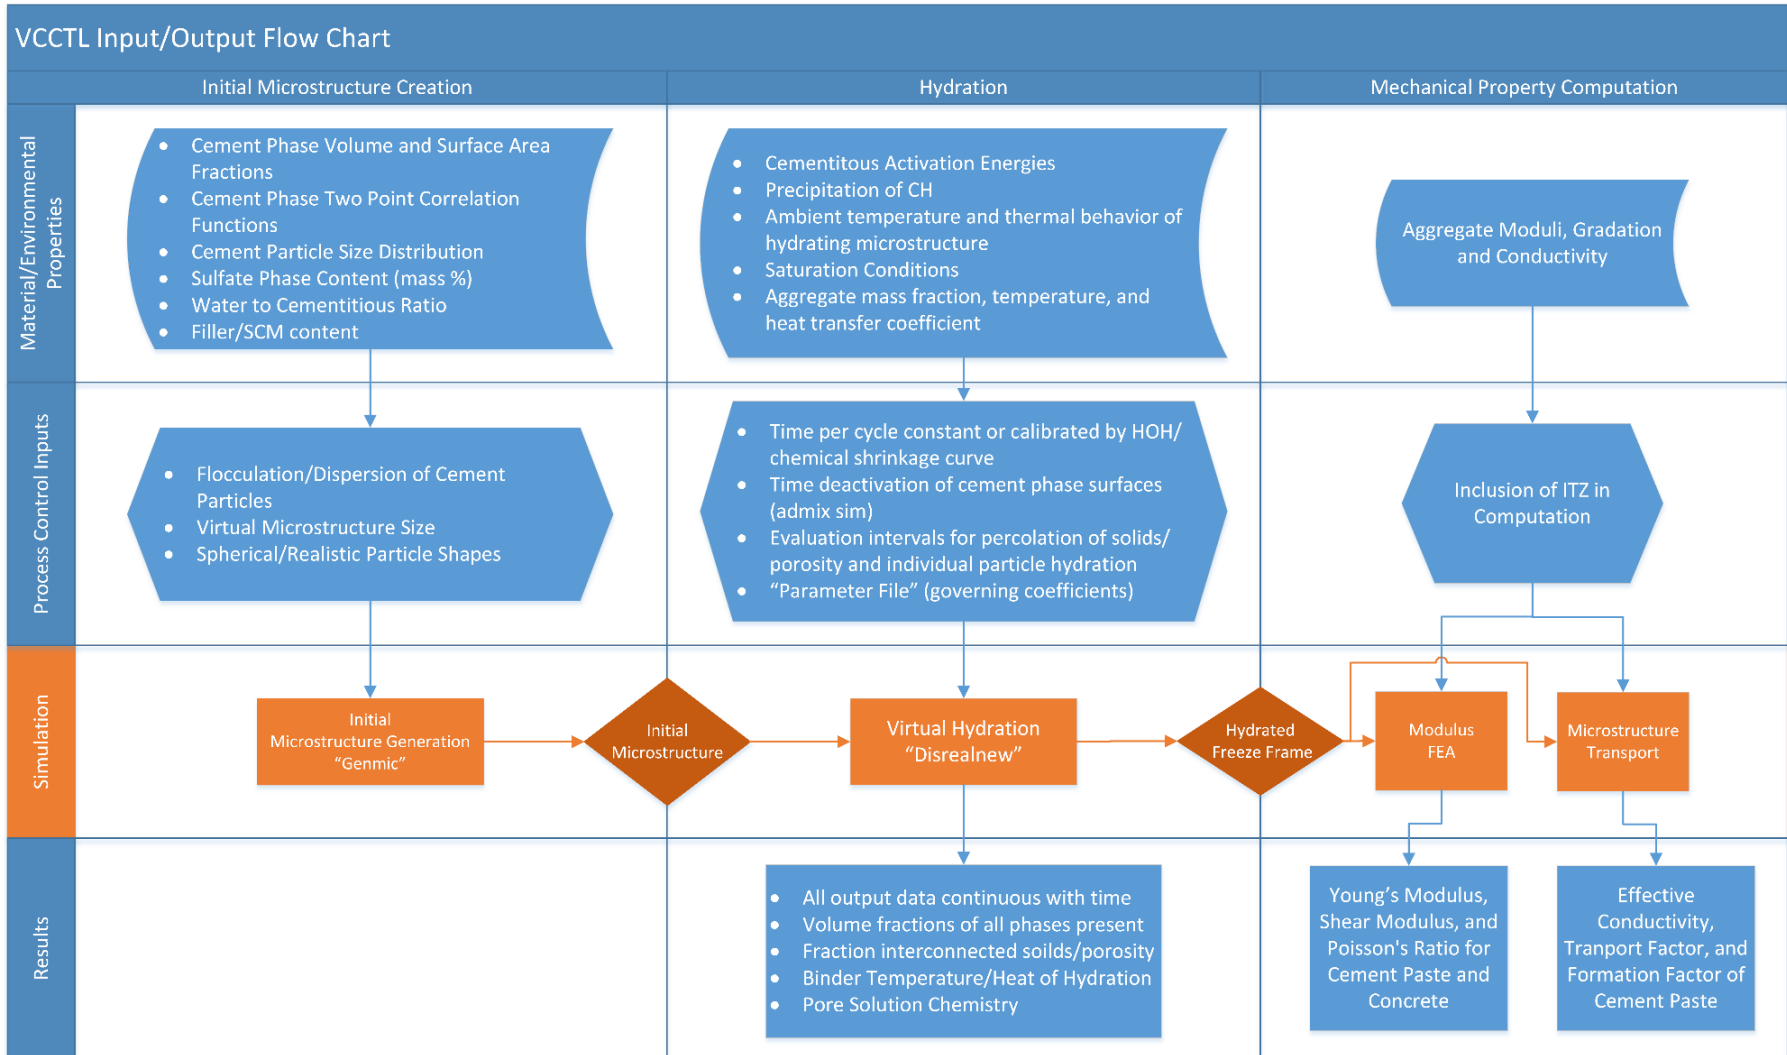 VCCTL Input/Output Flow Chart
Initial Microstructure Creation
Hydration
Mechanical Property Computation
Material/Environmental
Properties
• Cement Phase Volume and Surface Area
Fractions
• Cement Phase Two Point Correlation
Functions
• Cement Particle Size Distribution
• Sulfate Phase Content (mass %)
• Water to Cementitious Ratio
• Filler/SCM content
• Cementitous Activation Energies
• Precipitation of CH
• Ambient temperature and thermal behavior of
hydrating microstructure
• Saturation Conditions
• Aggregate mass fraction, temperature, and
heat transfer coefficient
Aggregate Moduli, Gradation
and Conductivity
Process Control Inputs
• Flocculation/Dispersion of Cement
Particles
• Virtual Microstructure Size
• Spherical/Realistic Particle Shapes
• Time per cycle constant or calibrated by HOH/
chemical shrinkage curve
• Time deactivation of cement phase surfaces
(admix sim)
• Evaluation intervals for percolation of solids/
porosity and individual particle hydration
• “Parameter File” (governing coefficients)
Inclusion of ITZ in
Computation
Simulation
Initial
Microstructure Generation
“Genmic”
Initial
Microstructure
Virtual Hydration
“Disrealnew”
Hydrated
Freeze Frame
Modulus
FEA
Microstructure
Transport
Results
• All output data continuous with time
• Volume fractions of all phases present
• Fraction interconnected soilds/porosity
• Binder Temperature/Heat of Hydration
• Pore Solution Chemistry
Young’s Modulus,
Shear Modulus, and
Poisson's Ratio for
Cement Paste and
Concrete
Effective
Conductivity,
Tranport Factor, and
Formation Factor of
Cement Paste